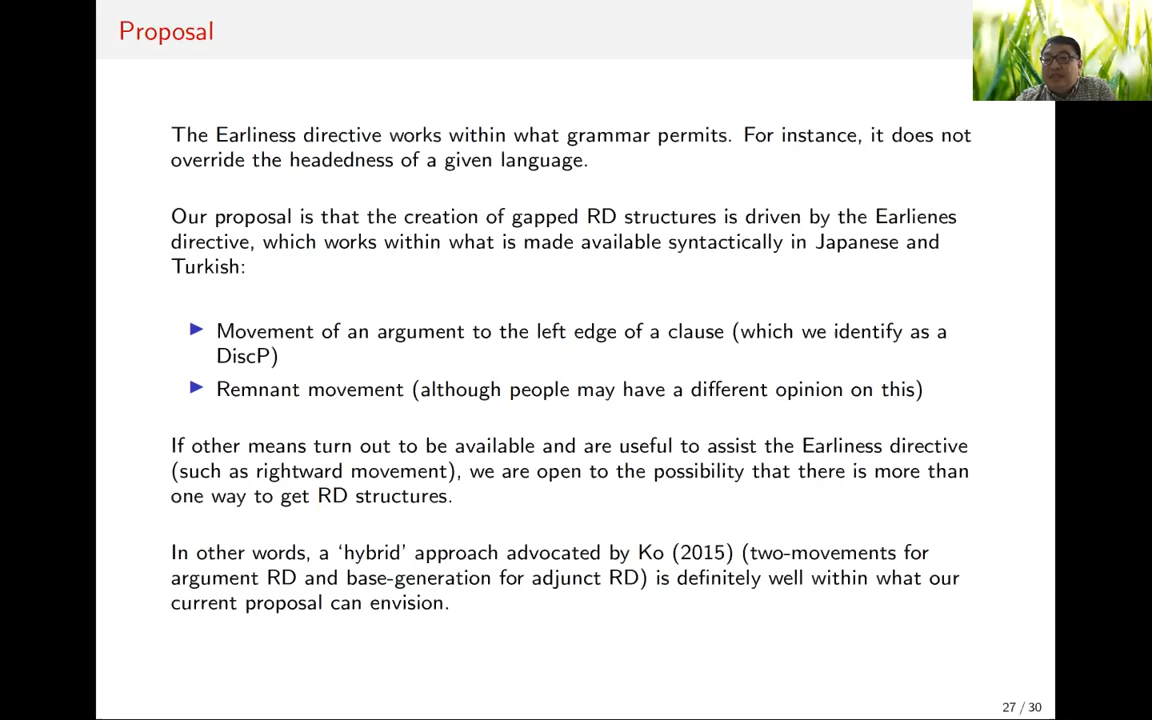 Proposal
The Earliness directive works within what grammar permits. For instance, it does not
override the headedness of a given language.
Our proposal is that the creation of gapped RD structures is driven by the Earlienes
directive, which works within what is made available syntactically in Japanese and
Turkish:
Movement of an argument to the left edge of a clause (which we identify as a
DiscP)
Remnant movement (although people may have a different opinion on this)
If other means turn out to be available and are useful to assist the Earliness directive
(such as rightward movement), we are open to the possibility that there is more than
one way to get RD structures.
In other words, a ‘hybrid’ approach advocated by Ko (2015) (two-movements for
argument RD and base-generation for adjunct RD) is definitely well within what our
current proposal can envision.
27 / 30